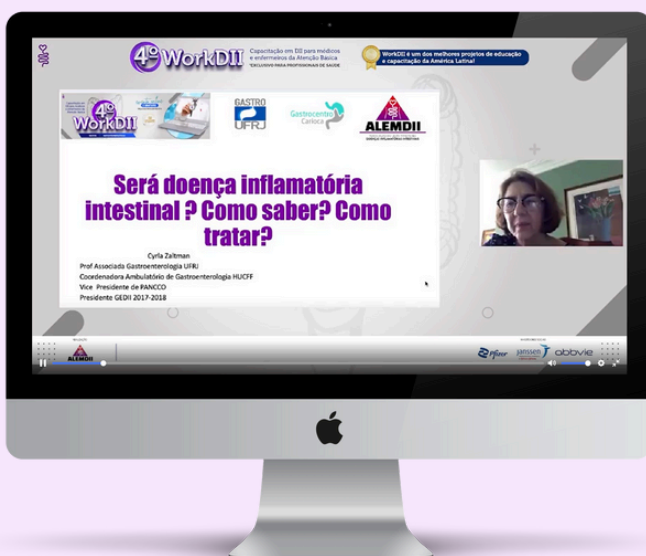 4º WorkDII
Capacitação em DII para médicos
e enfermeiros da Atenção Básica
*EXCLUSIVO PARA PROFISSIONAIS DE SAÚDE
WorkDII é um dos melhores projetos de educação
e capacitação da América Latina!
4º
WorkDII
GASTRO
UFRJ
Gastrocentro
Carioca
ALEMDII
Será doença inflamatória
intestinal ? Como saber? Como
tratar?
Cyrla Zaltman
Prof Associada Gastroenterologia UFRJ
Coordenadora Ambulatório de Gastroenterologia HUCFF
Vice Presidente de PANCCO
Presidente GEDII 2017-2018
ALEMDII
Pfizer
janssen
abbvie